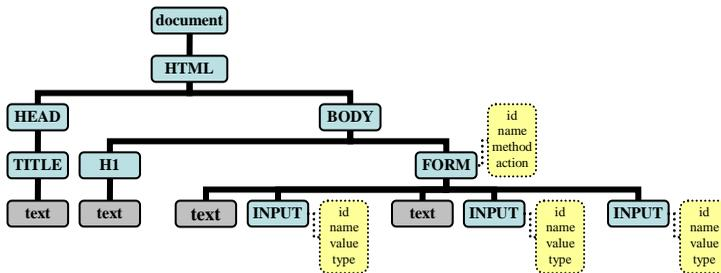 document
HTML
HEAD
BODY
id
name
method
action
TITLE
H1
FORM
text
text
text
INPUT
text
INPUT
INPUT
id
name
value
type
id
name
value
type
id
name
value
type